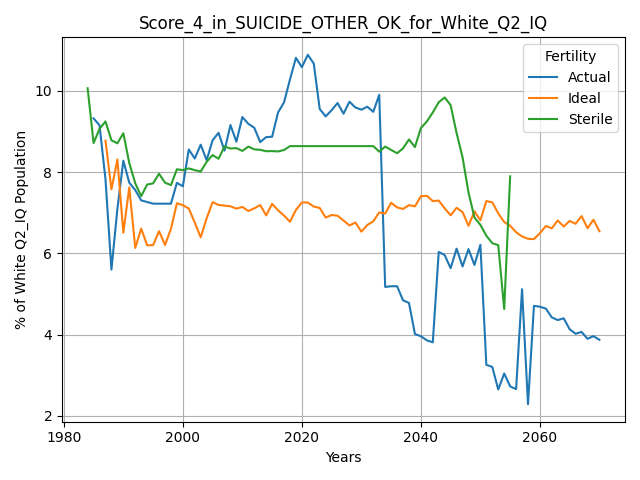 Score_4_in_SUICIDE_OTHER_OK_for_White_Q2_IQ
% of White Q2_IQ Population
10
8
6
4
2
1980
2000
2020
2040
2060
Years
Fertility
Actual
Ideal
Sterile